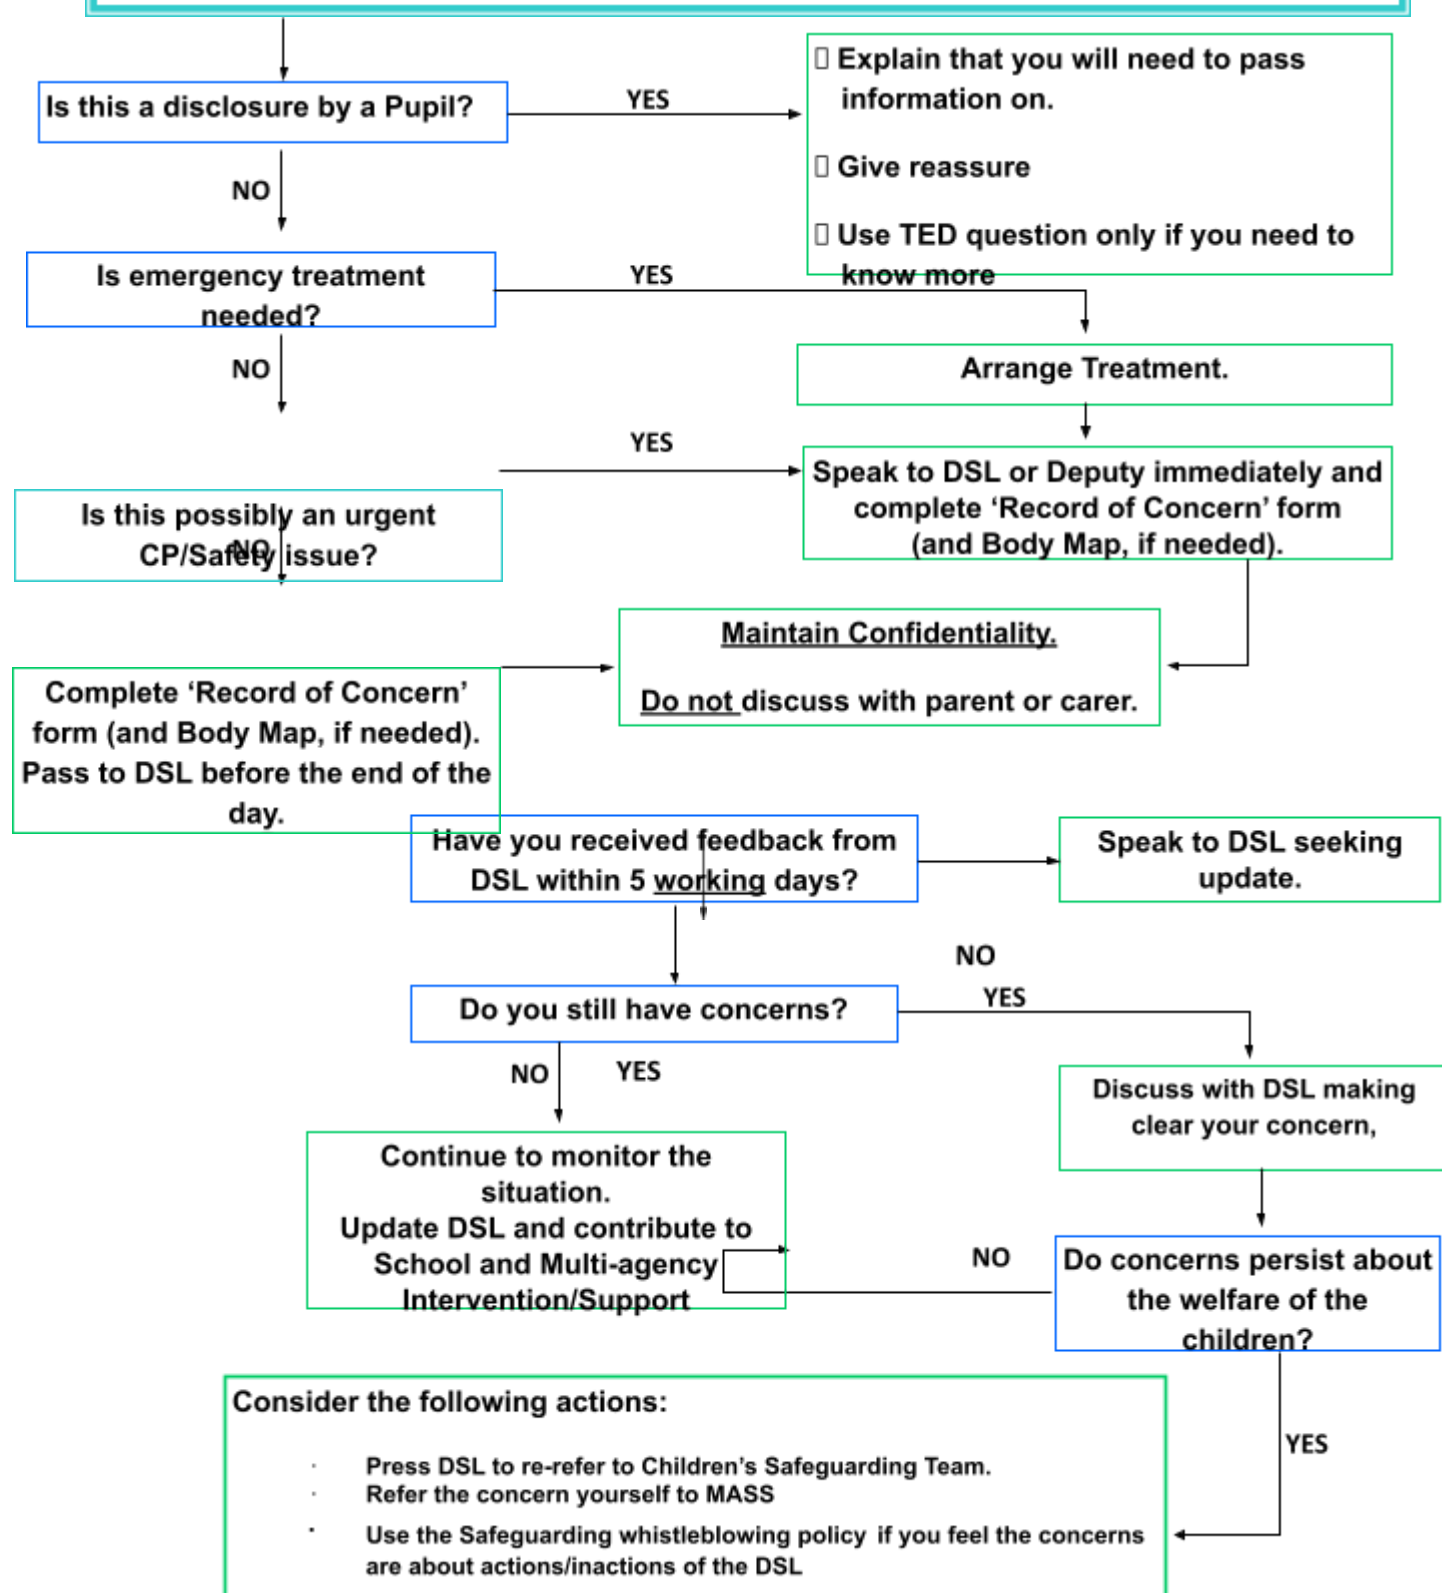 Is this a disclosure by a Pupil?
YES
▯ Explain that you will need to pass
information on.
▯ Give reassure
▯ Use TED question only if you need to
know more
NO
Is emergency treatment
needed?
YES
NO
Arrange Treatment.
YES
Speak to DSL or Deputy immediately and
complete ‘Record of Concern’ form
(and Body Map, if needed).
Is this possibly an urgent
CP/Safety issue?
NO
Maintain Confidentiality.
Do not discuss with parent or carer.
Complete ‘Record of Concern’
form (and Body Map, if needed).
Pass to DSL before the end of the
day.
Have you received feedback from
DSL within 5 working days?
Speak to DSL seeking
update.
NO
Do you still have concerns?
YES
NO
YES
Discuss with DSL making
clear your concern,
Continue to monitor the
situation.
Update DSL and contribute to
School and Multi-agency
Intervention/Support
NO
Do concerns persist about
the welfare of the
children?
YES
Consider the following actions:
· Press DSL to re-refer to Children’s Safeguarding Team.
· Refer the concern yourself to MASS
· Use the Safeguarding whistleblowing policy if you feel the concerns
are about actions/inactions of the DSL